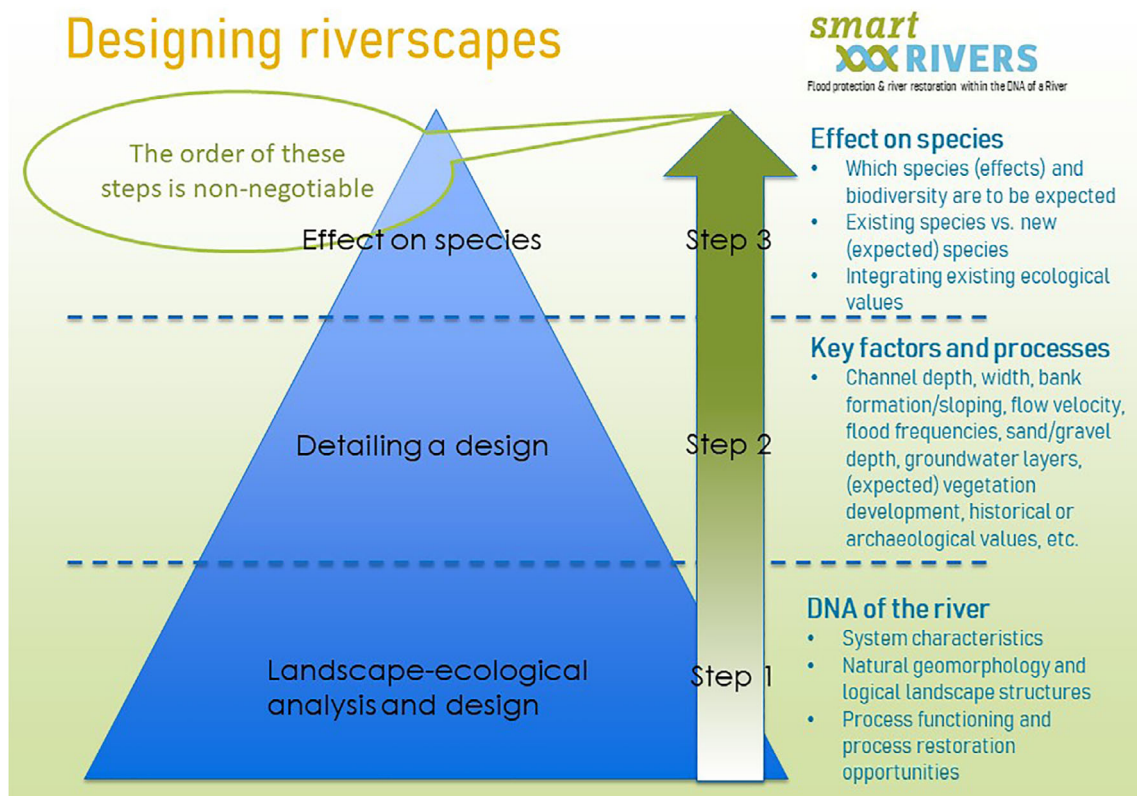 Designing riverscapes
smart
RIVERS
Flood protection & river restoration within the DNA of a River
The order of these
steps is non-negotiable
Effect on species
Step 3
Effect on species
• Which species (effects) and
biodiversity are to be expected
• Existing species vs. new
(expected) species
• Integrating existing ecological
values
Detailing a design
Step 2
Key factors and processes
• Channel depth, width, bank
formation/sloping, flow velocity,
flood frequencies, sand/gravel
depth, groundwater layers,
(expected) vegetation
development, historical or
archaeological values, etc.
Landscape-ecological
analysis and design
Step 1
DNA of the river
• System characteristics
• Natural geomorphology and
logical landscape structures
• Process functioning and
process restoration
opportunities